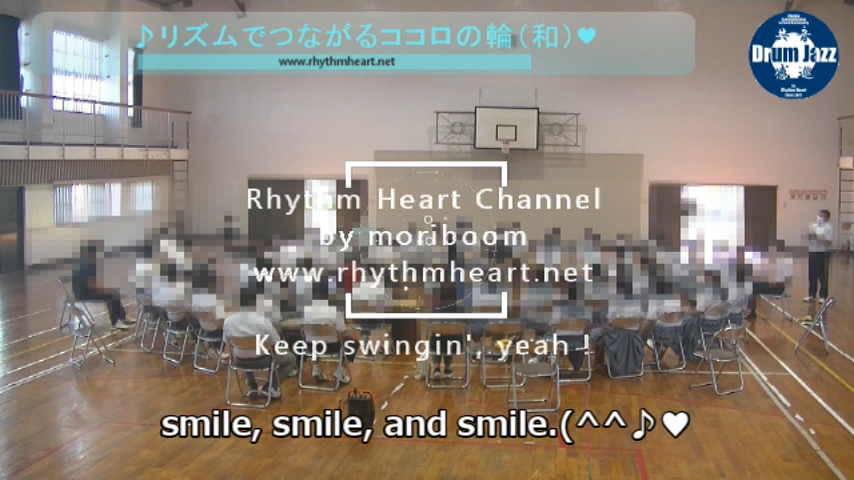 ♪リズムでつながるココロの輪（和）♥
www.rhythmheart.net
Drum Jazz
Rhythm Heart Channel
by moriboom
www.rhythmheart.net
Keep swingin', yeah !
smile, smile, and smile.(^^♪♥